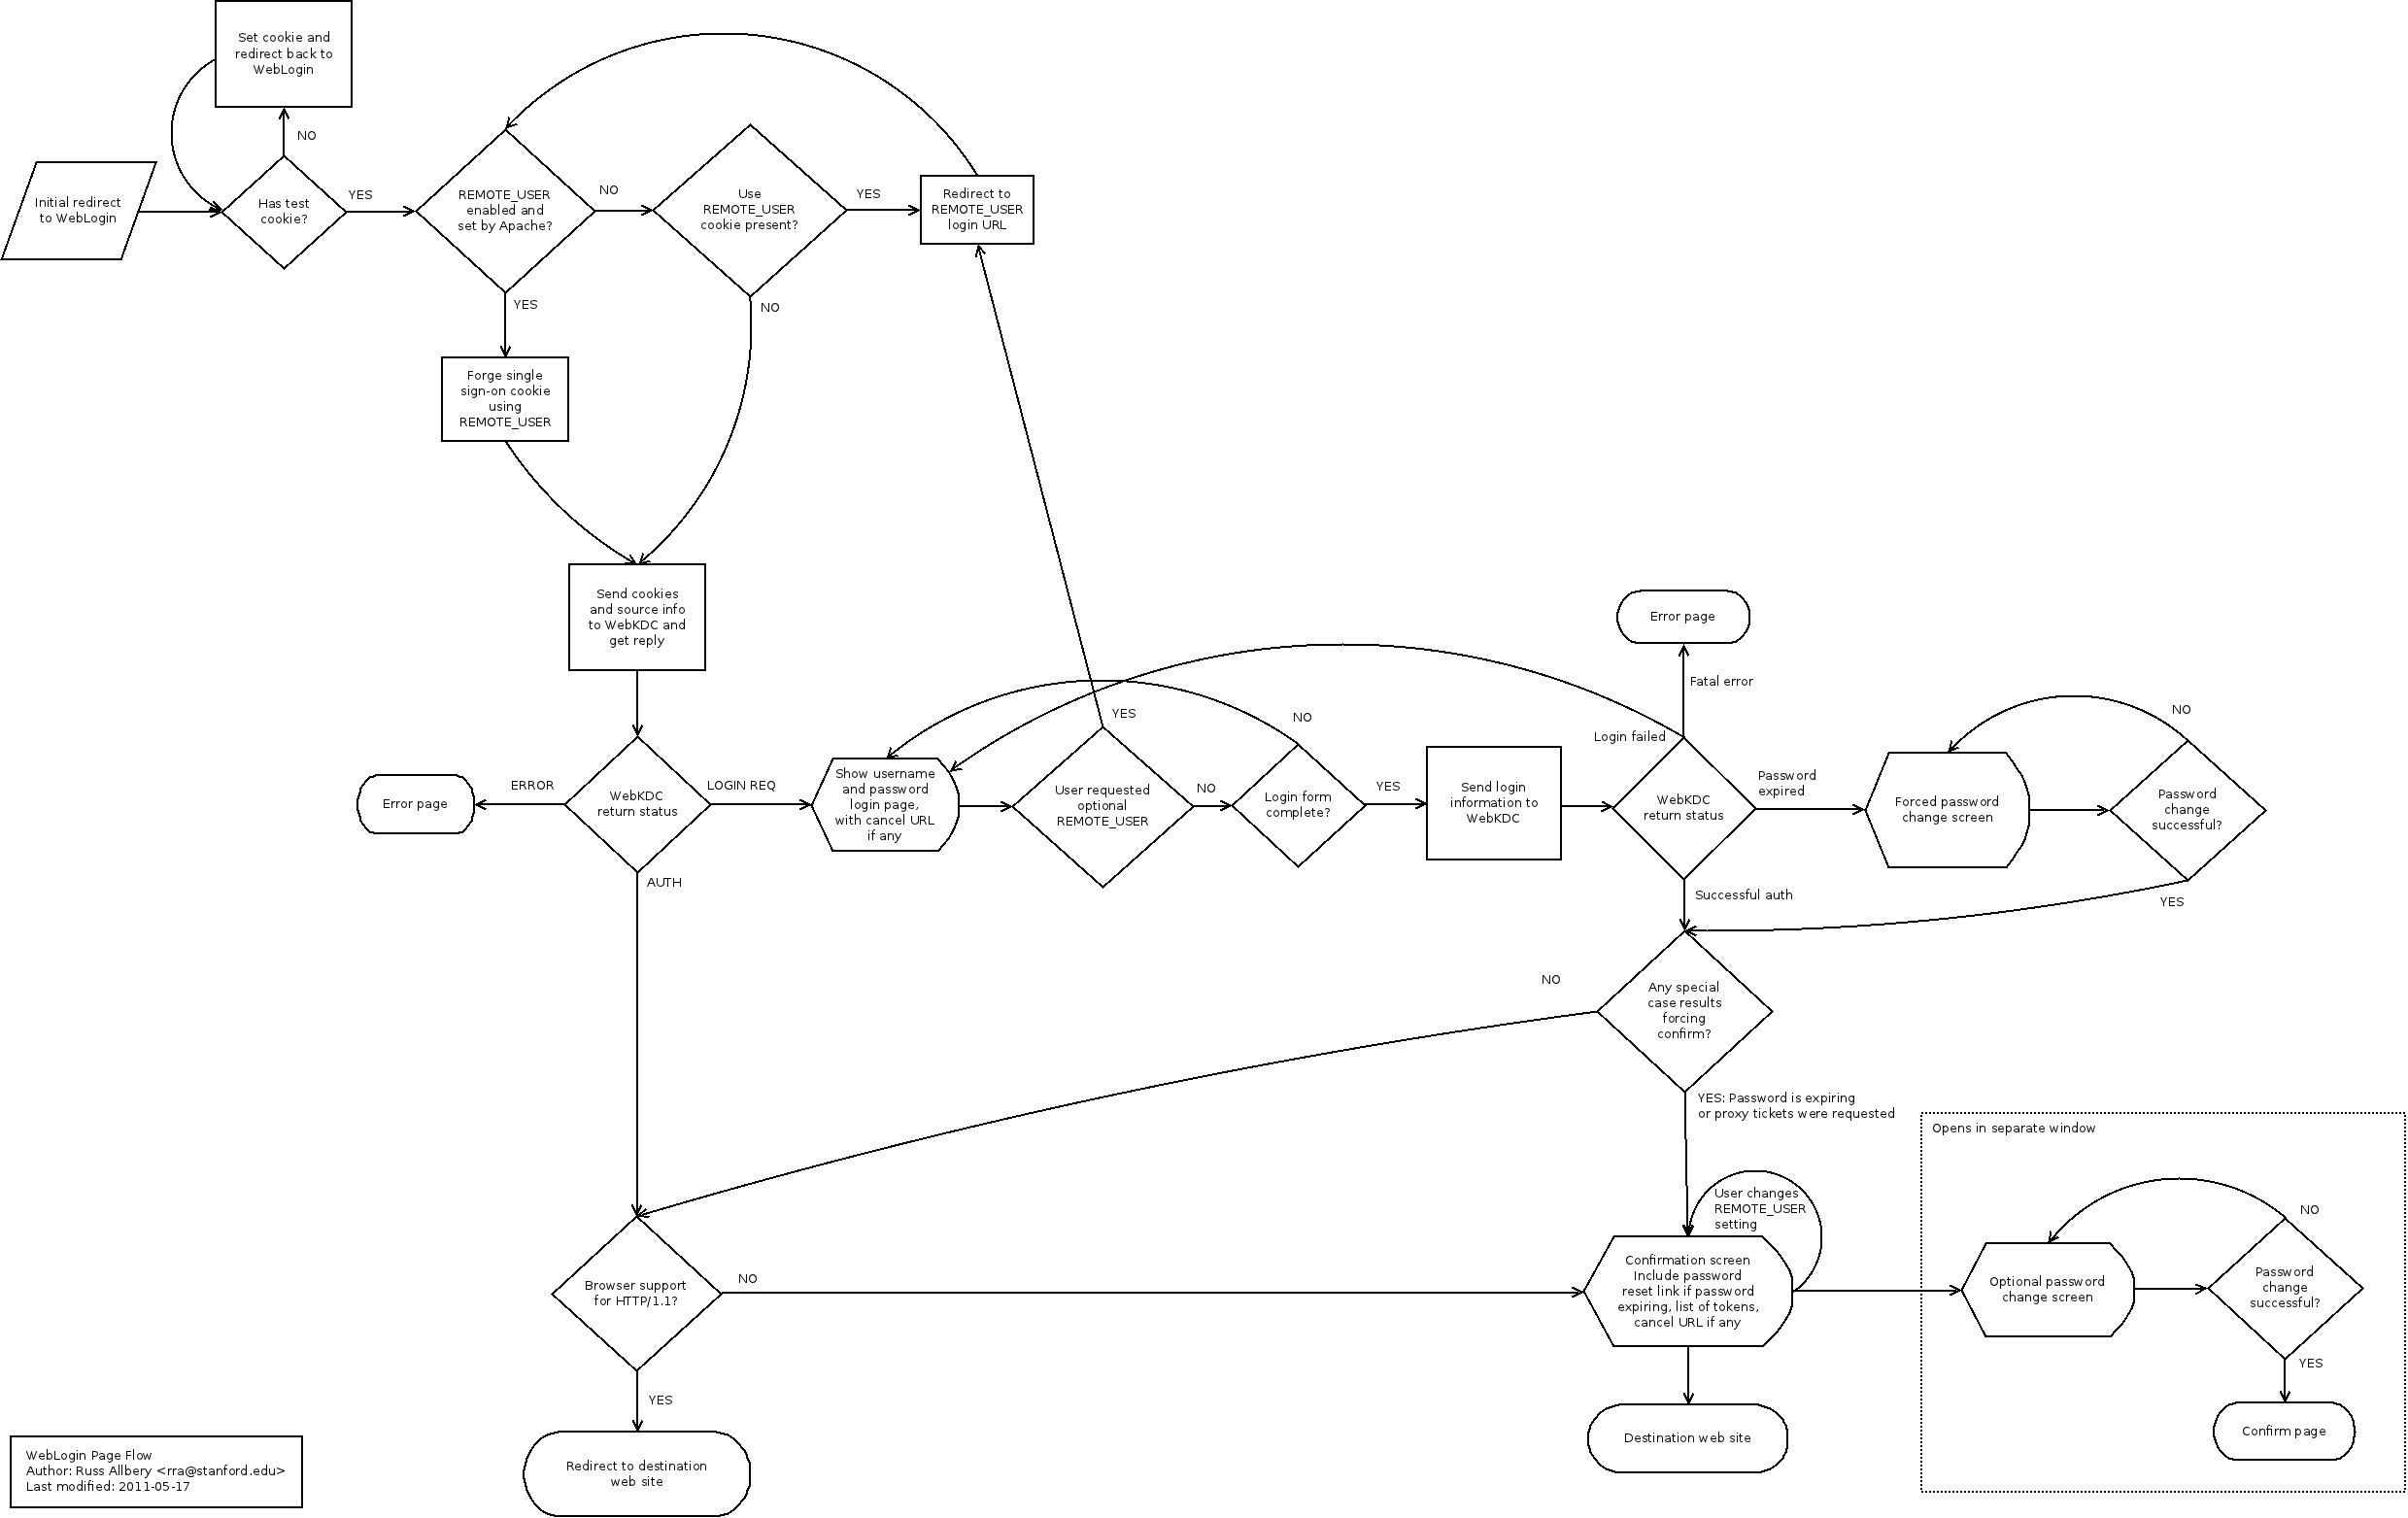 Set cookie and
redirect back to
WebLogin
NO
Initial redirect
to WebLogin
Has test
cookie?
YES
REMOTE_USER
enabled and
set by Apache?
NO
YES
Use
REMOTE_USER
cookie present?
YES
NO
Redirect to
REMOTE_USER
login URL
Forge single
sign-on cookie
using
REMOTE_USER
Send cookies
and source info
to WebKDC and
get reply
WebKDC
return status
ERROR
Error page
LOGIN REQ
AUTH
Show username
and password
login page,
with cancel URL
if any
User requested
optional
REMOTE_USER
YES
NO
Login form
complete?
NO
YES
Send login
information to
WebKDC
WebKDC
return status
Login failed
Fatal error
Error page
Password
expired
Forced password
change screen
Password
change
successful?
NO
YES
Successful auth
Any special
case results
forcing
confirm?
NO
YES: Password is expiring
or proxy tickets were requested
Browser support
for HTTP/1.1?
NO
YES
Redirect to destination
web site
User changes
REMOTE_USER
setting
Confirmation screen
Include password
reset link if password
expiring, list of tokens,
cancel URL if any
Destination web site
Opens in separate window
Optional password
change screen
Password
change
successful?
NO
YES
Confirm page
WebLogin Page Flow
Author: Russ Allbery <rra@stanford.edu>
Last modified: 2011-05-17